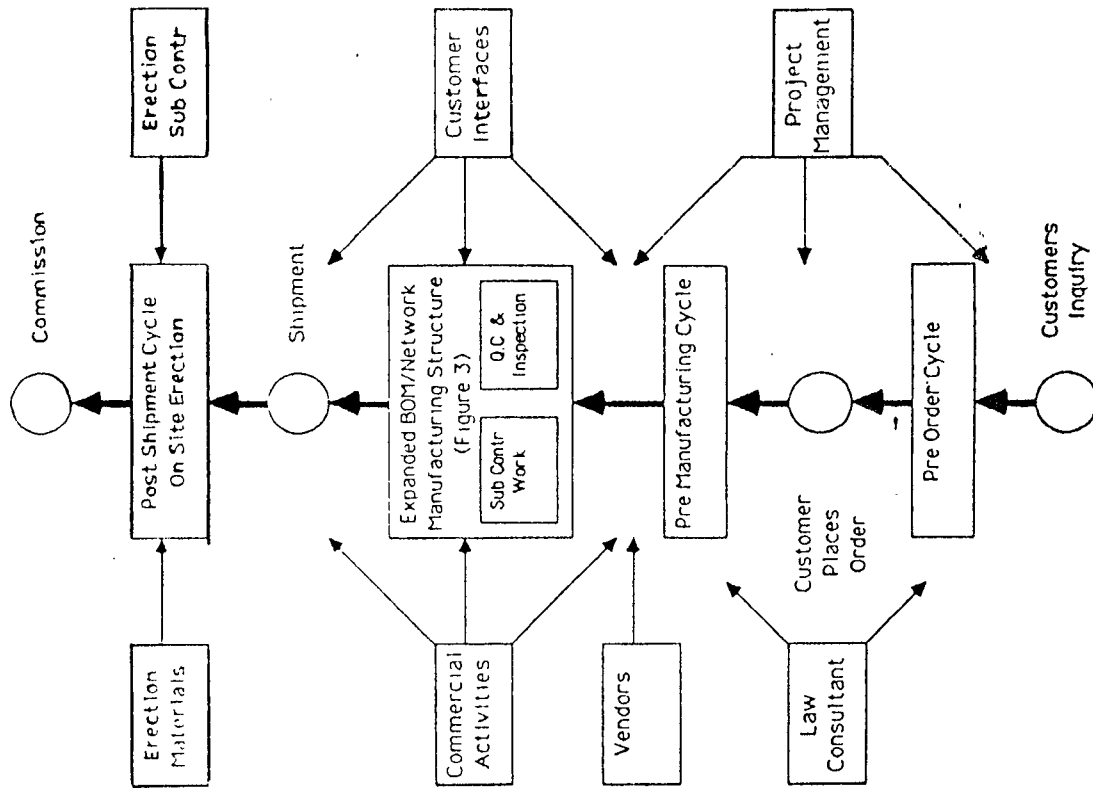 Law
Consultant
Vendors
Commercial
Activities
Erection
Materials
Customers
Inquiry
Pre Order Cycle
Customer
Places
Order
Pre Manufacturing Cycle
Expanded BOM/Network
Manufacturing Structure
(Figure 3)
Sub Contr
Work
Q.C &
Inspection
Shipment
Post Shipment Cycle
On Site Erection
Commission
Project
Management
Customer
Interfaces
Erection
Sub Contr